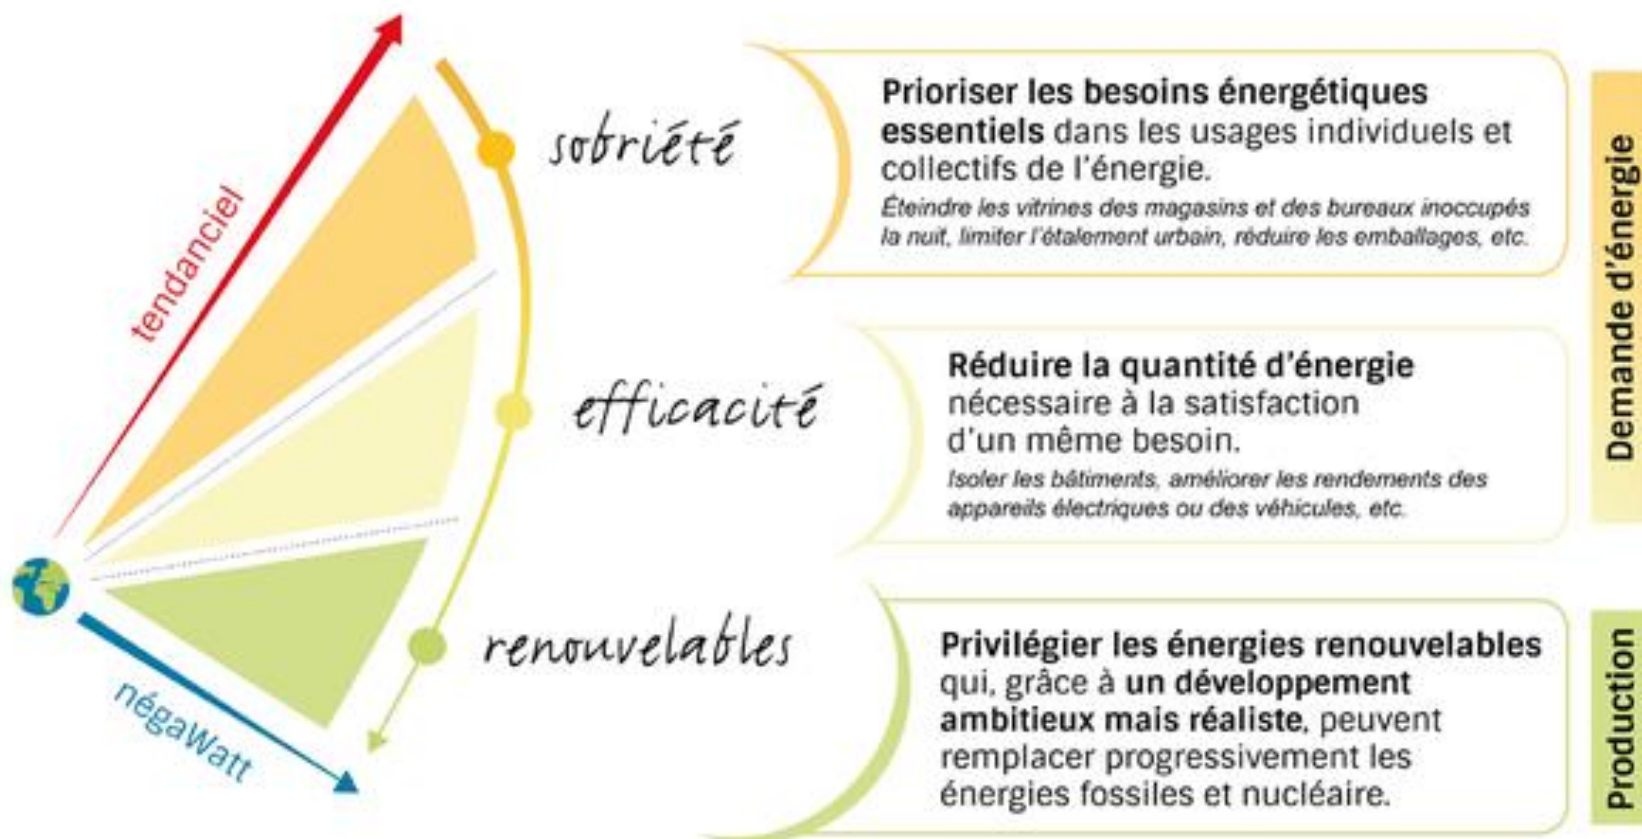 tendanciel
négaWatt
sobriété
Prioriser les besoins énergétiques
essentiels dans les usages individuels et
collectifs de l'énergie.
Éteindre les vitrines des magasins et des bureaux inoccupés
la nuit, limiter l'étalement urbain, réduire les emballages, etc.
efficacité
Réduire la quantité d'énergie
nécessaire à la satisfaction
d'un même besoin.
Isoler les bâtiments, améliorer les rendements des
appareils électriques ou des véhicules, etc.
Demande d'énergie
renouvelables
Privilégier les énergies renouvelables
qui, grâce à un développement
ambitieux mais réaliste, peuvent
remplacer progressivement les
énergies fossiles et nucléaire.
Production